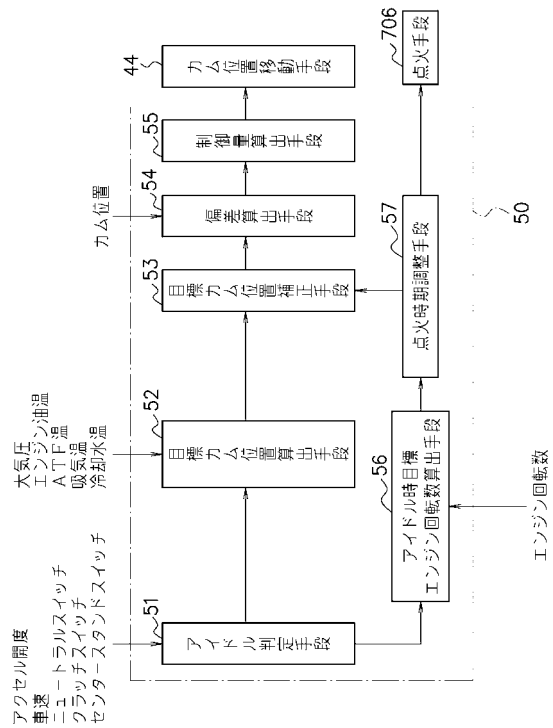 アクセル開度
車速
ニュートラルスイッチ
クラッチスイッチ
センタースタンドスイッチ
51
アイドル判定手段
大気圧
エンジン油温
ATF温
吸気温
冷却水温
52
目標カム位置算出手段
53
目標カム位置補正手段
カム位置
54
偏差算出手段
55
制御量算出手段
44
カム位置移動手段
56
アイドル時目標
エンジン回転数算出手段
エンジン回転数
57
点火時期調整手段
706
点火手段
50